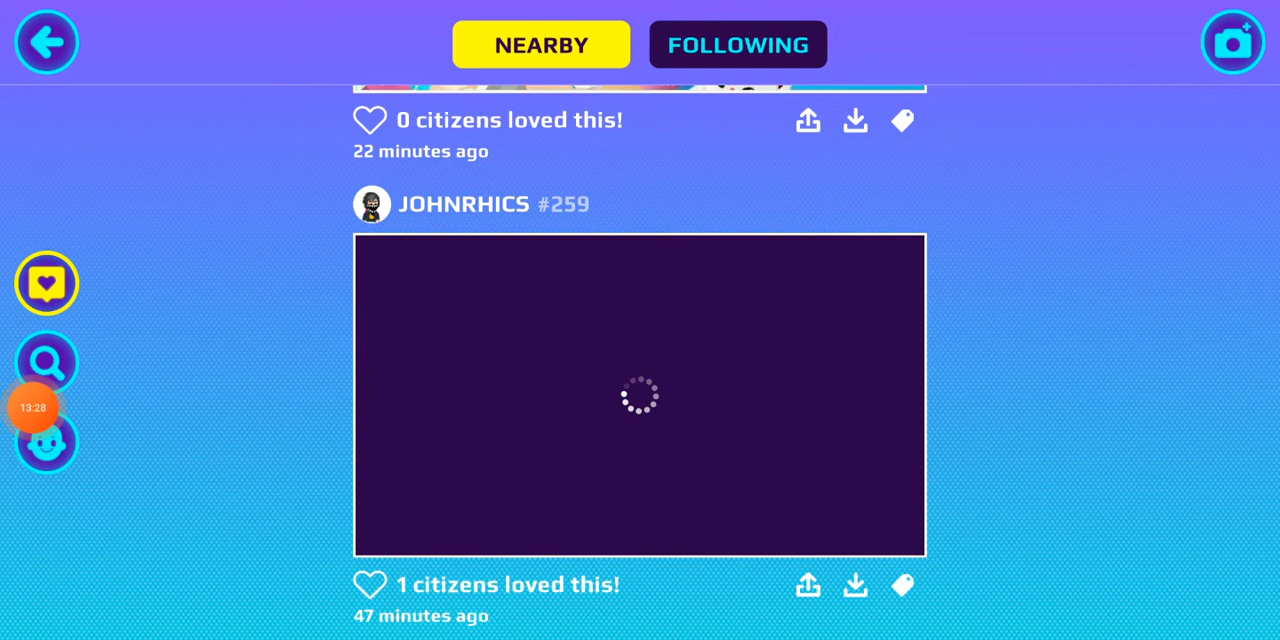 NEARBY
FOLLOWING
0 citizens loved this!
22 minutes ago
JOHNRHICS #259
13:28
1 citizens loved this!
47 minutes ago